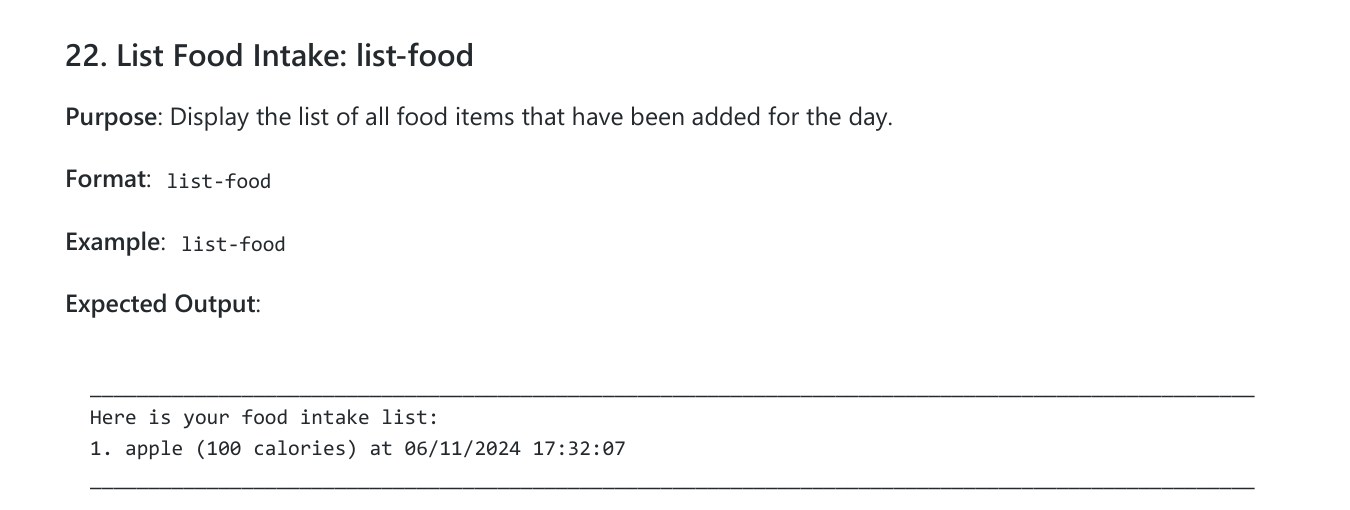 22. List Food Intake: list-food
Purpose: Display the list of all food items that have been added for the day.
Format: list-food
Example: list-food
Expected Output:
Here is your food intake list:
1. apple (100 calories) at 06/11/2024 17:32:07